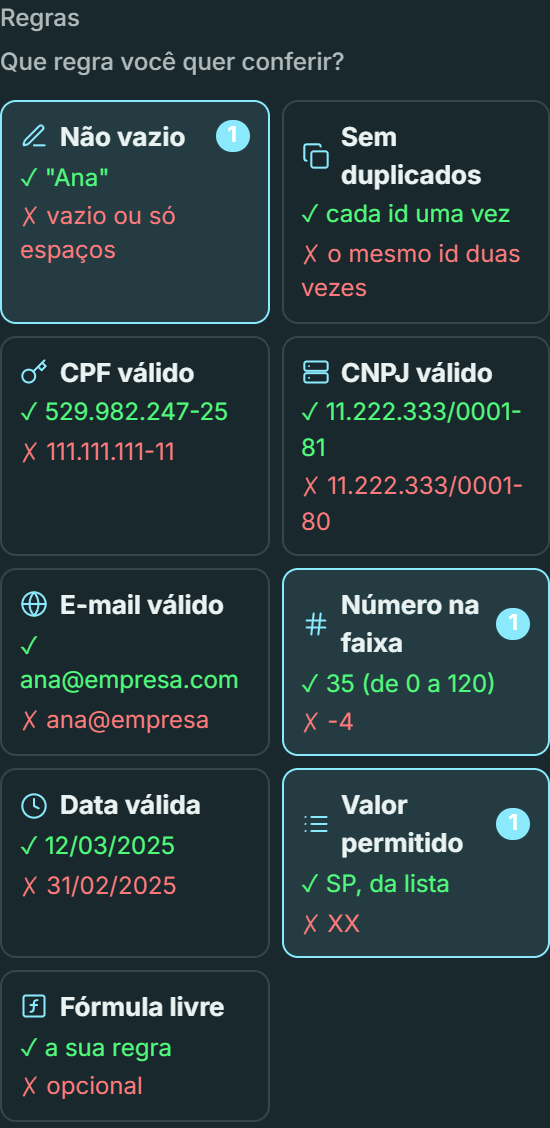 Regras
Que regra você quer conferir?
Não vazio 1
✓ "Ana"
✗ vazio ou só
espaços
Sem
duplicados
✓ cada id uma vez
✗ o mesmo id duas
vezes
CPF válido
✓ 529.982.247-25
✗ 111.111.111-11
CNPJ válido
✓ 11.222.333/0001-
81
✗ 11.222.333/0001-
80
E-mail válido
✓
ana@empresa.com
✗ ana@empresa
Número na
faixa 1
✓ 35 (de 0 a 120)
✗ -4
Data válida
✓ 12/03/2025
✗ 31/02/2025
Valor
permitido 1
✓ SP, da lista
✗ XX
Fórmula livre
✓ a sua regra
✗ opcional